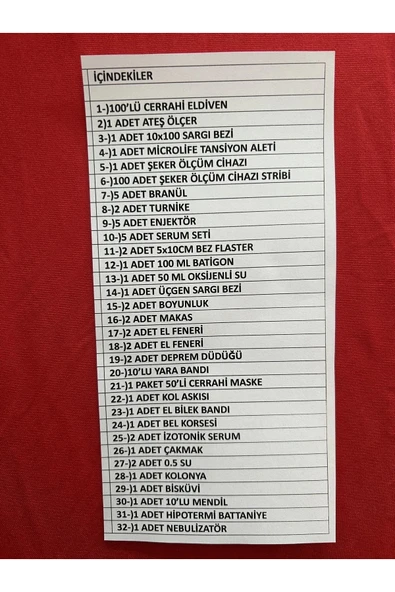 İÇİNDEKİLER
1-)100'LÜ CERRAHİ ELDİVEN
2)1 ADET ATEŞ ÖLÇER
3-)1 ADET 10x100 SARGI BEZİ
4-)1 ADET MİCROLİFE TANSİYON ALETİ
5-)1 ADET ŞEKER ÖLÇÜM CİHAZI
6-)100 ADET ŞEKER ÖLÇÜM CİHAZI STRİBİ
7-)5 ADET BRANÜL
8-)2 ADET TURNİKE
9-)5 ADET ENJEKTÖR
10-)5 ADET SERUM SETİ
11-)2 ADET 5x10CM BEZ FLASTER
12-)1 ADET 100 ML BATİGON
13-)1 ADET 50 ML OKSİJENLİ SU
14-)1 ADET ÜÇGEN SARGI BEZİ
15-)2 ADET BOYUNLUK
16-)2 ADET MAKAS
17-)2 ADET EL FENERİ
18-)2 ADET EL FENERİ
19-)2 ADET DEPREM DÜDÜĞÜ
20-)10'LU YARA BANDI
21-)1 PAKET 50'Lİ CERRAHİ MASKE
22-)1 ADET KOL ASKISI
23-)1 ADET EL BİLEK BANDI
24-)1 ADET BEL KORSESİ
25-)2 ADET İZOTONİK SERUM
26-)1 ADET ÇAKMAK
27-)2 ADET 0.5 SU
28-)1 ADET KOLONYA
29-)1 ADET BİSKÜVİ
30-)1 ADET 10'LU MENDİL
31-)1 ADET HİPOTERMİ BATTANİYE
32-)1 ADET NEBULİZATÖR